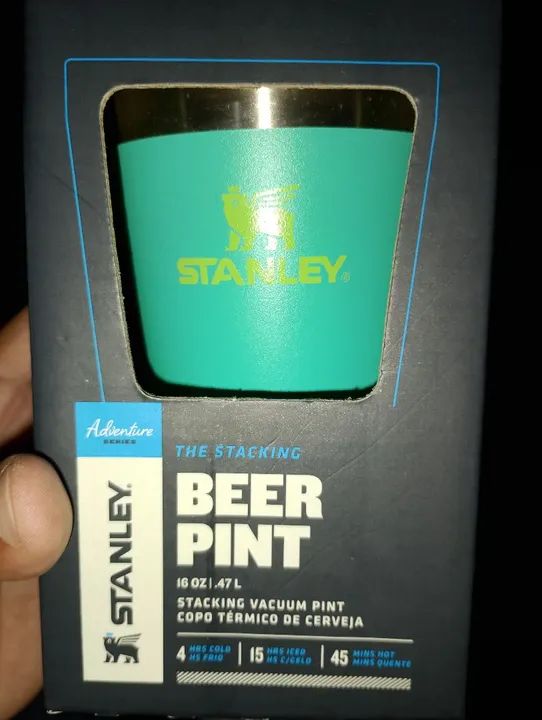 STANLEY®
Adventure
SERIES
STANLEY®
THE STACKING
BEER
PINT
16 OZ | .47 L
STACKING VACUUM PINT
COPO TÉRMICO DE CERVEJA
4 HRS COLD
HS FRIO
15 HRS ICED
HS C/GELO
45 MINS HOT
MINS QUENTE